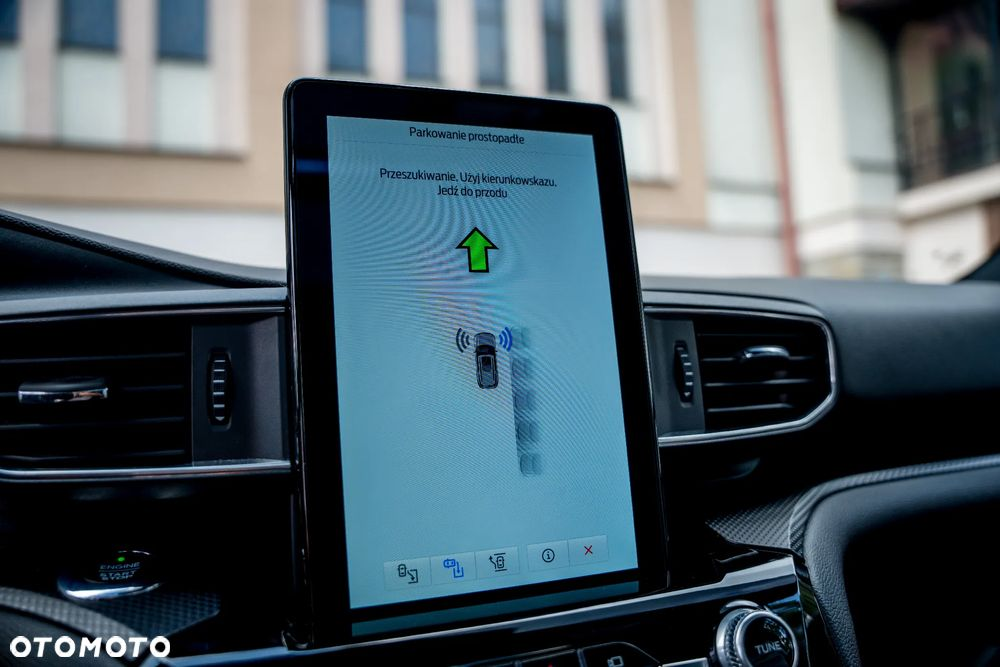 Parkowanie prostopadłe
Przeszukiwanie. Użyj kierunkowskazu.
Jedź do przodu
ENGINE
START
STOP
TUNE
OTOMOTO